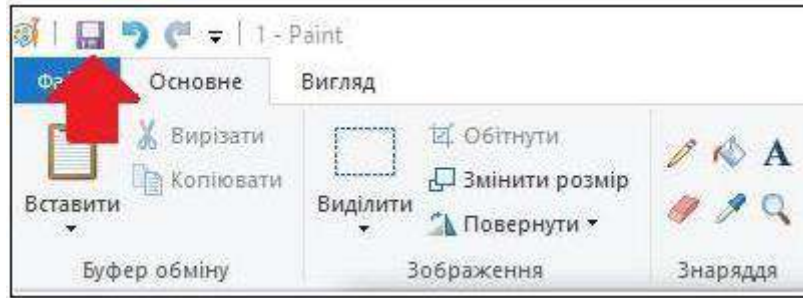 1 - Paint
Основне Вигляд
Вирізати
Копіювати
Вставити
Буфер обміну
Обітнути
Змінити розмір
Повернути
Виділити
Зображення
A
Знаряддя